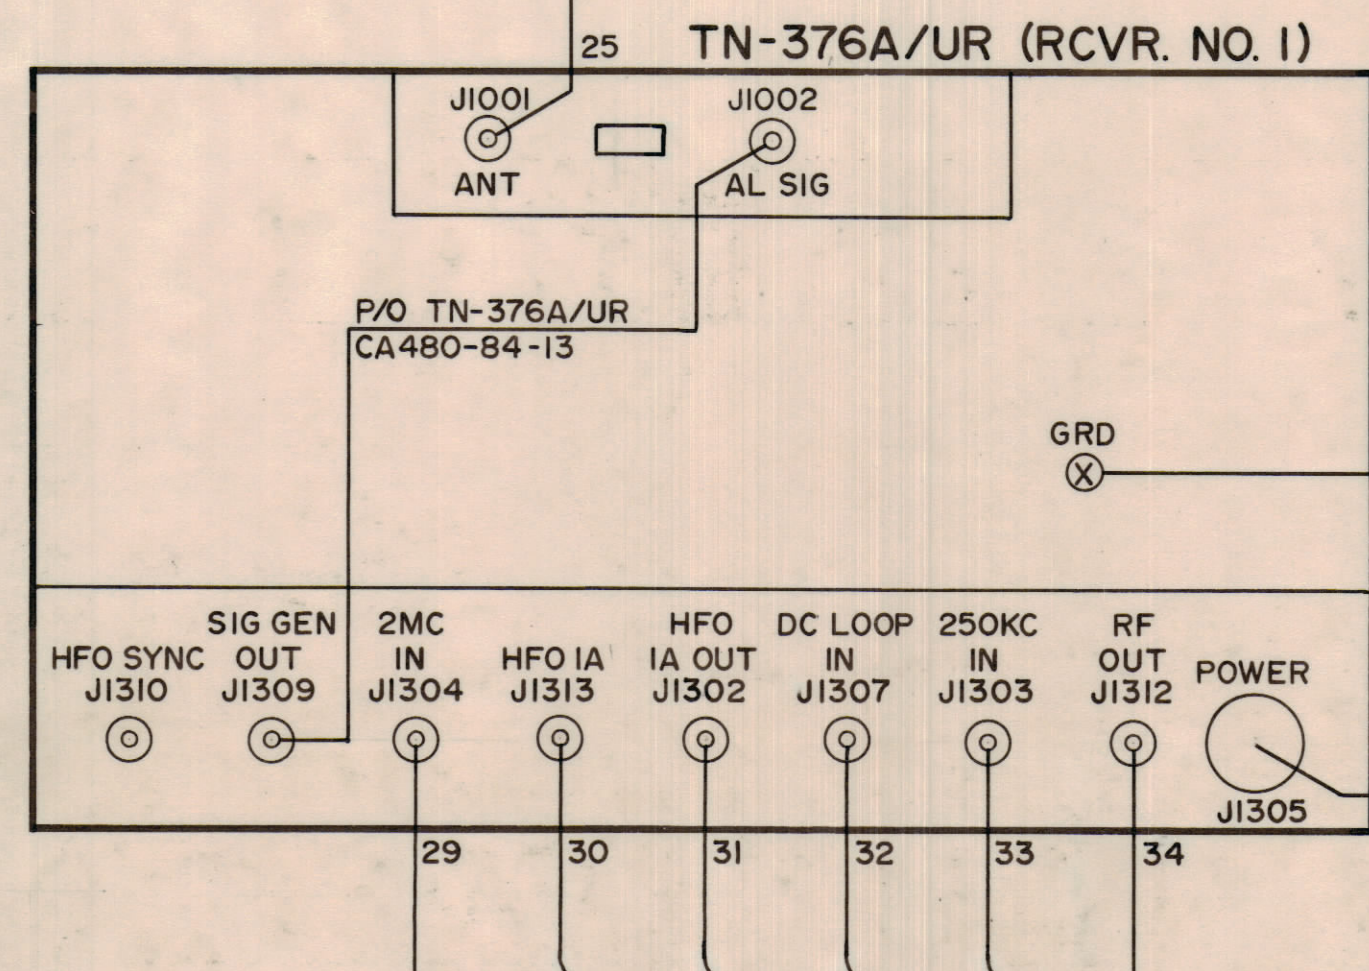 25
TN-376A/UR (RCVR. NO. 1)
J1001
J1002
ANT
AL SIG
P/O TN-376A/UR
CA480-84-13
GRD
X
HFO SYNC
J1310
SIG GEN
OUT
J1309
2MC
IN
J1304
HFO IA
J1313
HFO
IA OUT
J1302
DC LOOP
IN
J1307
250KC
IN
J1303
RF
OUT
J1312
POWER
J1305
29
30
31
32
33
34